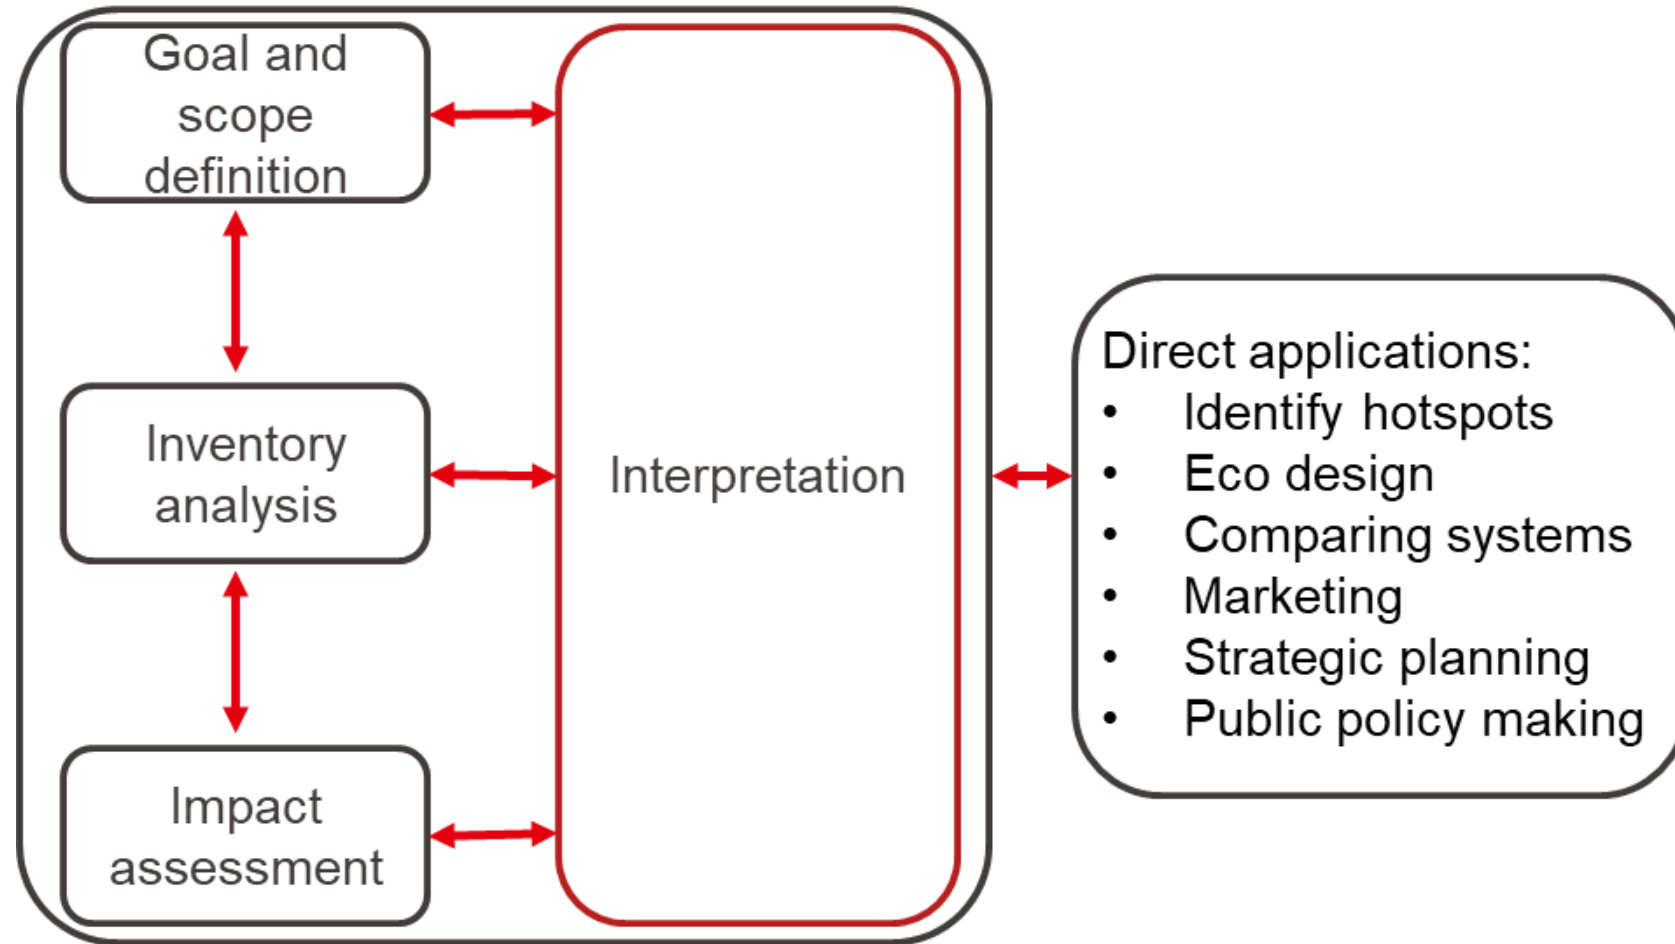 Goal and
scope
definition
Inventory
analysis
Impact
assessment
Interpretation
Direct applications:
• Identify hotspots
• Eco design
• Comparing systems
• Marketing
• Strategic planning
• Public policy making